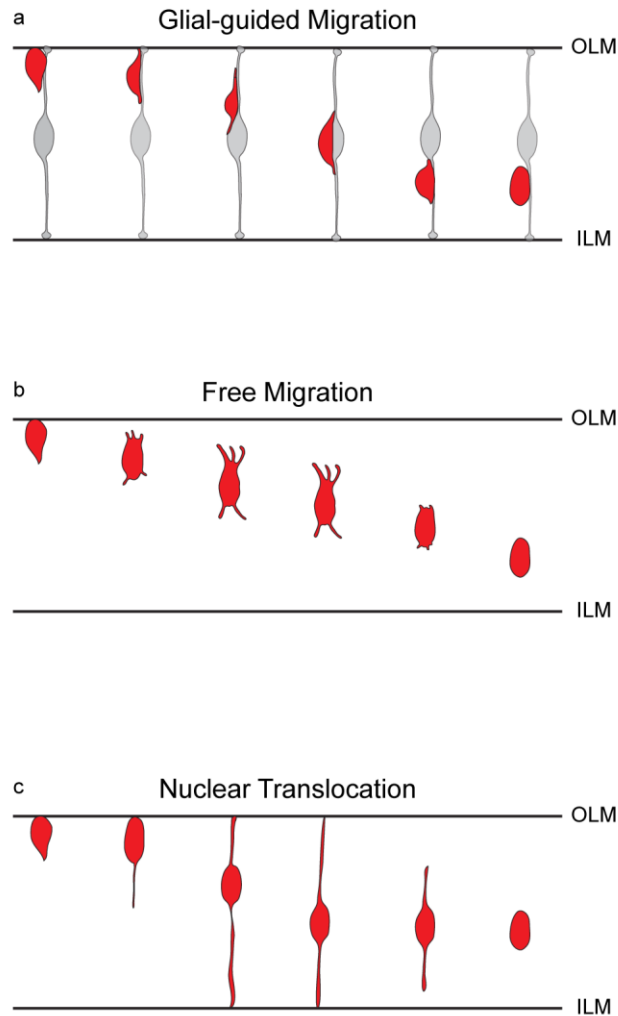 a
Glial-guided Migration
OLM
ILM
b
Free Migration
OLM
ILM
c
Nuclear Translocation
OLM
ILM